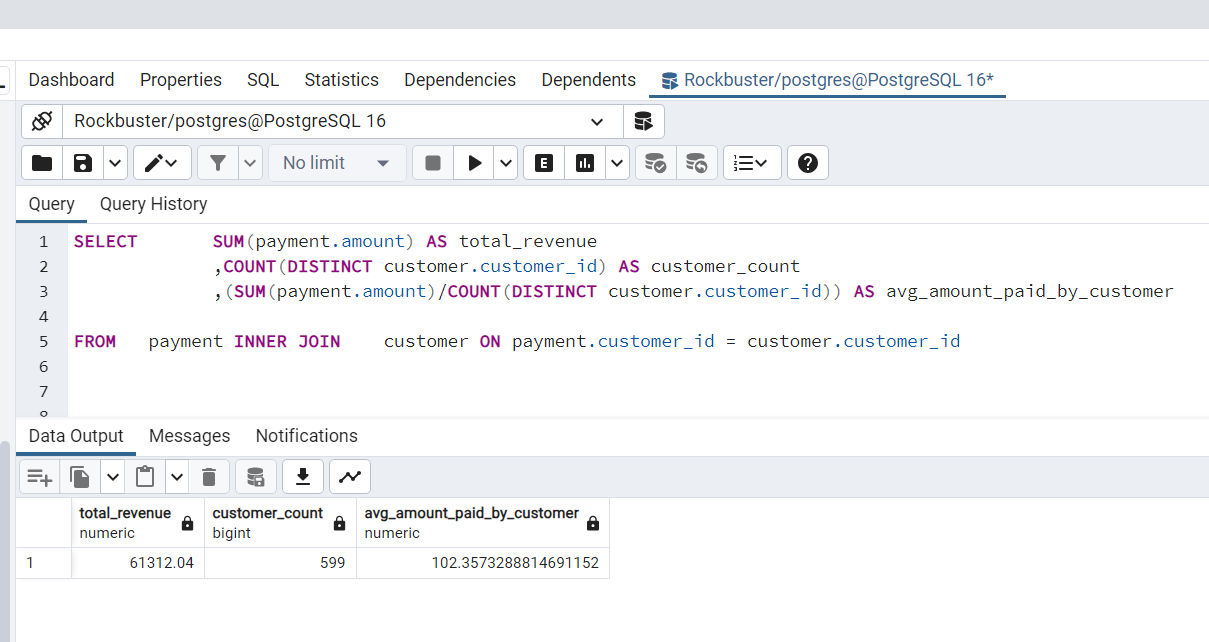 Dashboard Properties SQL Statistics Dependencies Dependents Rockbuster/postgres@PostgreSQL 16*
Rockbuster/postgres@PostgreSQL 16
No limit E
Query Query History
1 SELECT SUM(payment.amount) AS total_revenue
2 ,COUNT(DISTINCT customer.customer_id) AS customer_count
3 ,(SUM(payment.amount)/COUNT(DISTINCT customer.customer_id)) AS avg_amount_paid_by_customer
4
5 FROM payment INNER JOIN customer ON payment.customer_id = customer.customer_id
6
7
8
Data Output Messages Notifications
total_revenue customer_count avg_amount_paid_by_customer
numeric bigint numeric
1 61312.04 599 102.3573288814691152